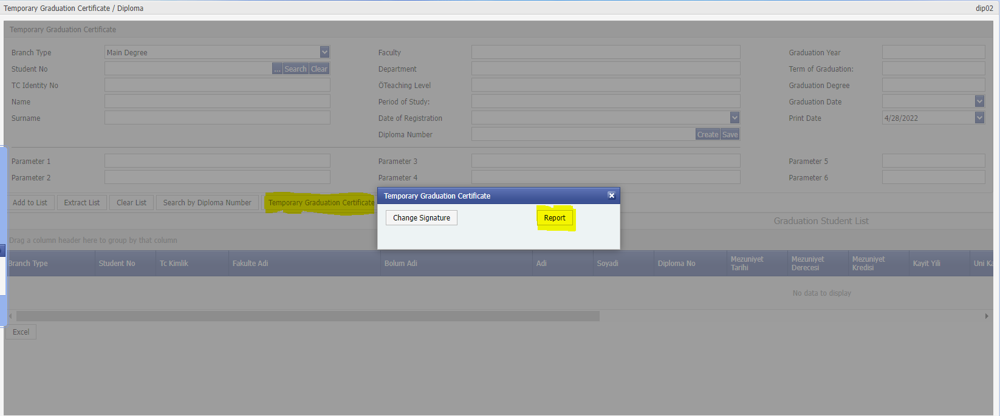 Temporary Graduation Certificate / Diploma dip02
Temporary Graduation Certificate
Branch Type Main Degree Faculty Graduation Year
Student No ... Search Clear Department Term of Graduation:
TC Identity No ÖTeaching Level Graduation Degree
Name Period of Study: Graduation Date
Surname Date of Registration Print Date 4/28/2022
Diploma Number Create Save
Parameter 1 Parameter 3 Parameter 5
Parameter 2 Parameter 4 Parameter 6
Temporary Graduation Certificate
Add to List Extract List Clear List Search by Diploma Number Temporary Graduation Certificate
Change Signature Report
Graduation Student List
Drag a column header here to group by that column
Branch Type Student No Tc Kimlik Fakulte Adi Bolum Adi Adi Soyadi Diploma No Mezuniyet Tarihi Mezuniyet Derecesi Mezuniyet Kredisi Kayit Yili Uni Ka
No data to display
Excel